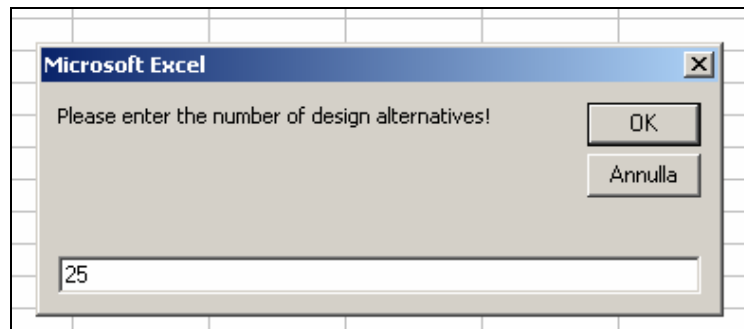 Microsoft Excel
Please enter the number of design alternatives!
OK
Annulla
25